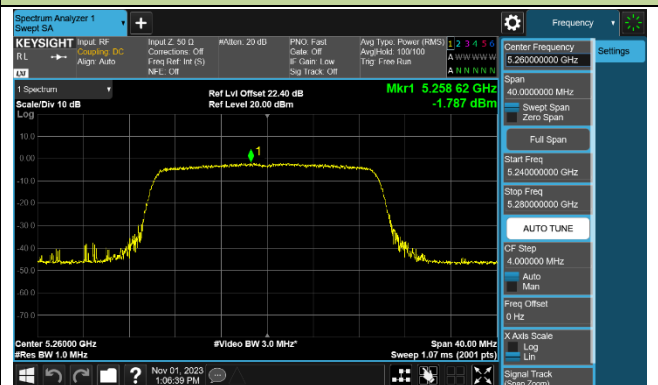 Spectrum Analyzer 1
Swept SA
Frequency
KEYSIGHT
RL
LXI
Input: RF
Coupling: DC
Align: Auto
Input Z: 50 Ω
Corrections: Off
Freq Ref: Int (S)
NFE: Off
#Atten: 20 dB
PNO: Fast
Gate: Off
IF Gain: Low
Sig Track: Off
Avg Type: Power (RMS)
Avg|Hold: 100/100
Trig: Free Run
1 2 3 4 5 6
A W W W W W
A N N N N N
Center Frequency
5.260000000 GHz
Settings
Span
40.0000000 MHz
Swept Span
Zero Span
Full Span
Start Freq
5.240000000 GHz
Stop Freq
5.280000000 GHz
AUTO TUNE
CF Step
4.000000 MHz
Auto
Man
Freq Offset
0 Hz
X Axis Scale
Log
Lin
Signal Track
(Span Zoom)
1 Spectrum
Scale/Div 10 dB
Log
Ref Lvl Offset 22.40 dB
Ref Level 20.00 dBm
Mkr1 5.258 62 GHz
-1.787 dBm
1
10.0
0.00
-10.0
-20.0
-30.0
-40.0
-50.0
-60.0
-70.0
Center 5.26000 GHz
#Res BW 1.0 MHz
#Video BW 3.0 MHz*
Span 40.00 MHz
Sweep 1.07 ms (2001 pts)
?
Nov 01, 2023
1:06:39 PM